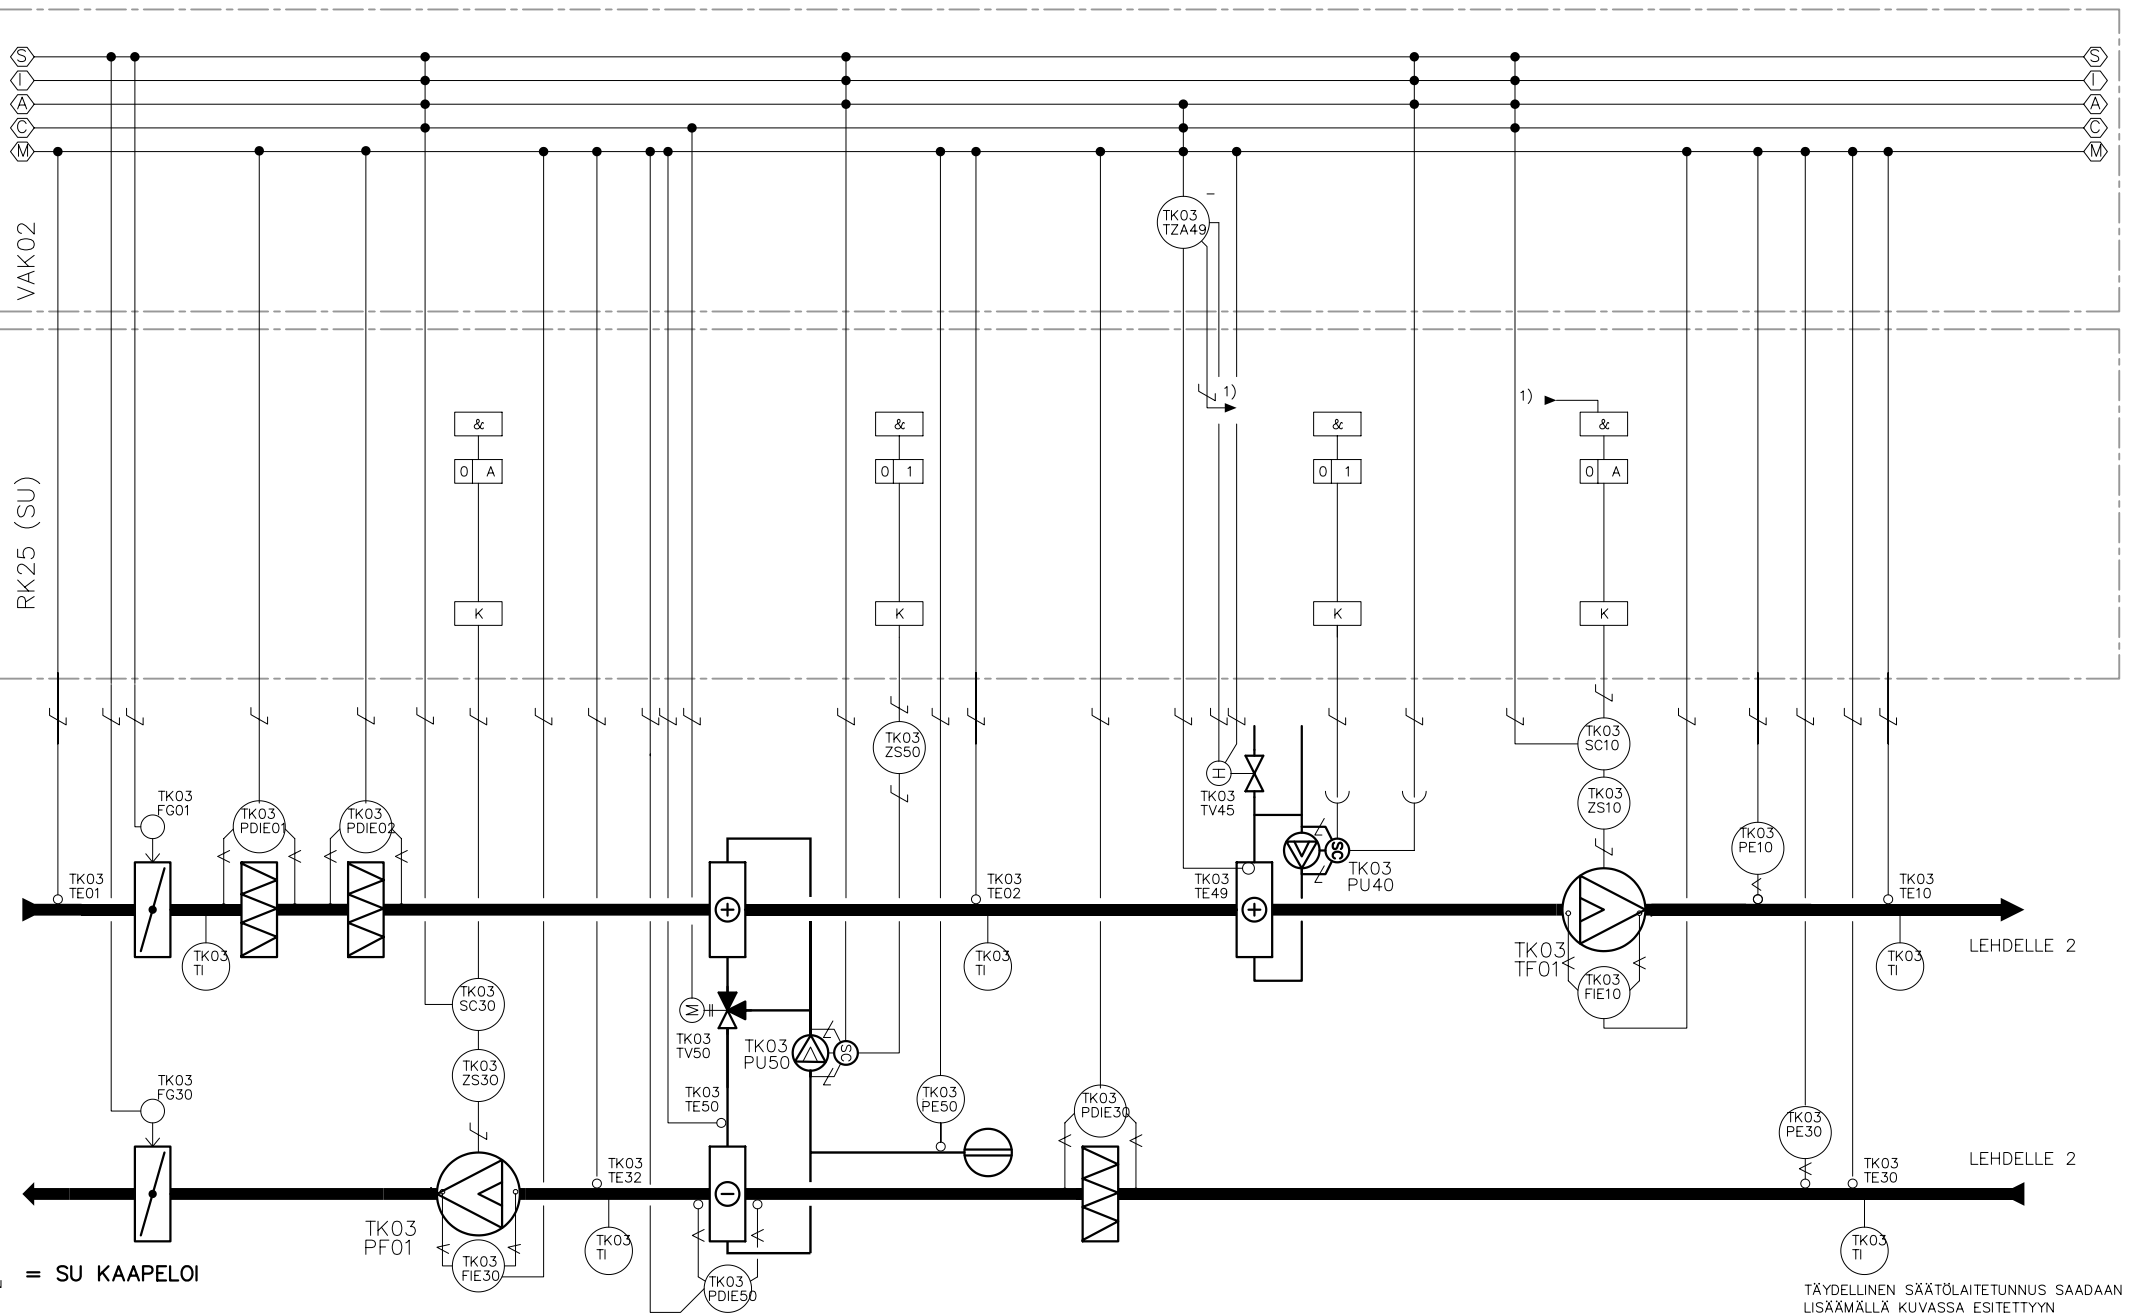 S
S
I
I
A
A
C
C
M
M
VAK02
TK03
TZA49
–
RK25 (SU)
1)
1)
&
&
&
&
0 A
0 1
0 1
0 A
K
K
K
K
TK03
ZS50
TK03
SC10
TK03
FG01
TK03
PDIE01
TK03
PDIE02
H
TK03
TV45
TK03
ZS10
TK03
PE10
SC
TK03
PU40
TK03
TE01
TK03
TE02
TK03
TE49
TK03
TE10
+
+
TK03
TI
TK03
TI
TK03
TF01
TK03
FIE10
TK03
TI
LEHDELLE 2
TK03
SC30
M
TK03
TV50
TK03
PU50
SC
TK03
ZS30
TK03
FG30
TK03
TE50
TK03
PE50
TK03
PDIE30
TK03
PE30
TK03
TE32
TK03
TE30
LEHDELLE 2
–
TK03
PF01
TK03
FIE30
TK03
TI
TK03
PDIE50
TK03
TI
= SU KAAPELOI
TÄYDELLINEN SÄÄTÖLAITETUNNUS SAADAAN
LISÄÄMÄLLÄ KUVASSA ESITETTYYN